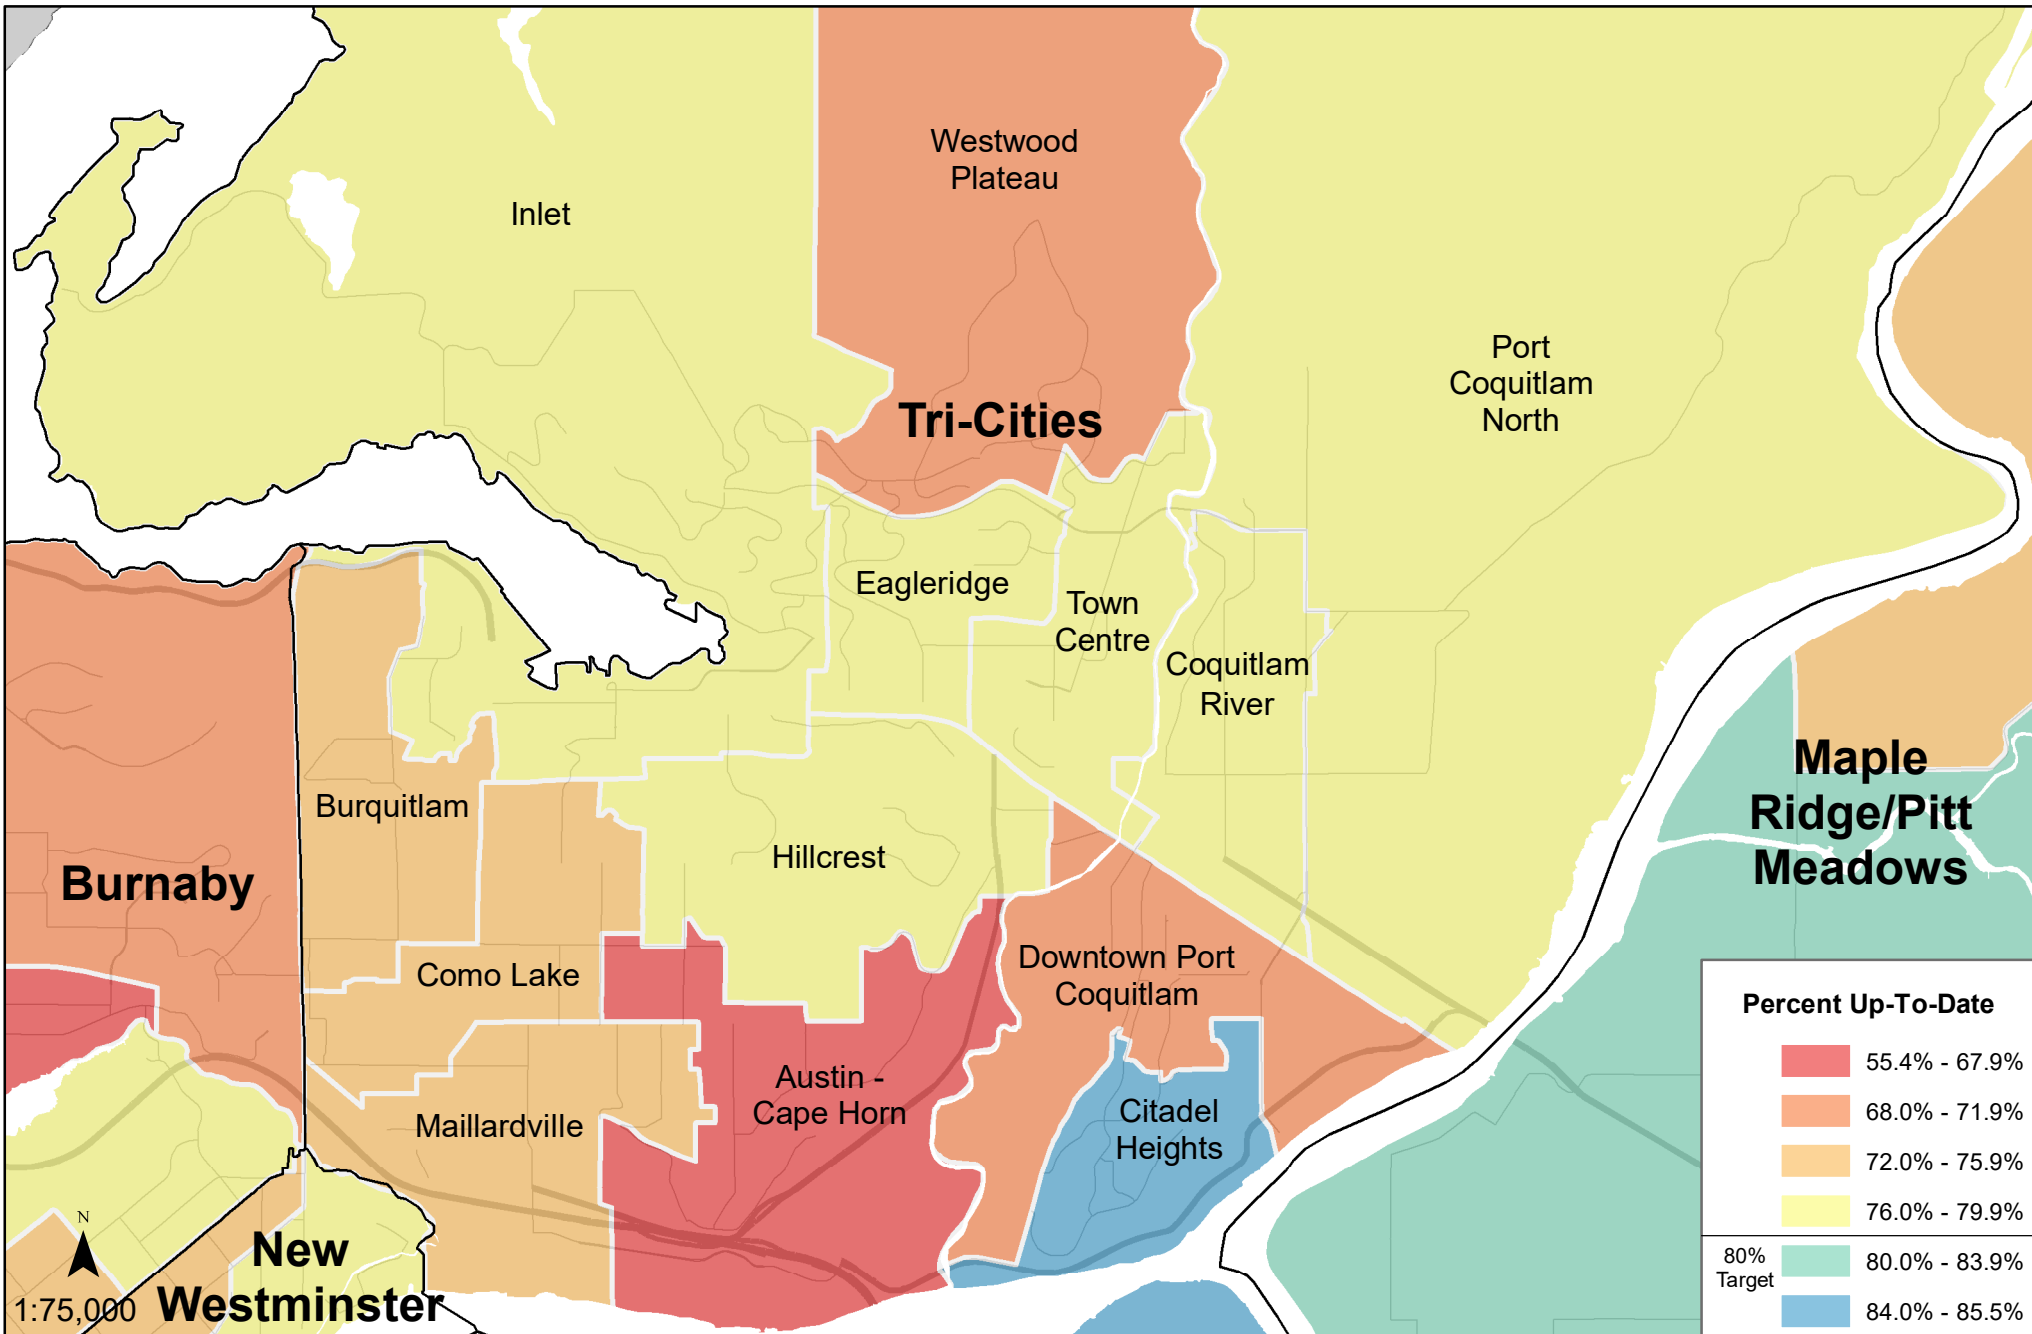 Westwood
Plateau
Inlet
Port
Coquitlam
North
Tri-Cities
Eagleridge
Town
Centre
Coquitlam
River
Maple
Ridge/Pitt
Meadows
Burquitlam
Hillcrest
Burnaby
Como Lake
Downtown Port
Coquitlam
Austin -
Cape Horn
Maillardville
Citadel
Heights
New
Westminster
N
1:75,000
Percent Up-To-Date
55.4% - 67.9%
68.0% - 71.9%
72.0% - 75.9%
76.0% - 79.9%
80%
Target
80.0% - 83.9%
84.0% - 85.5%